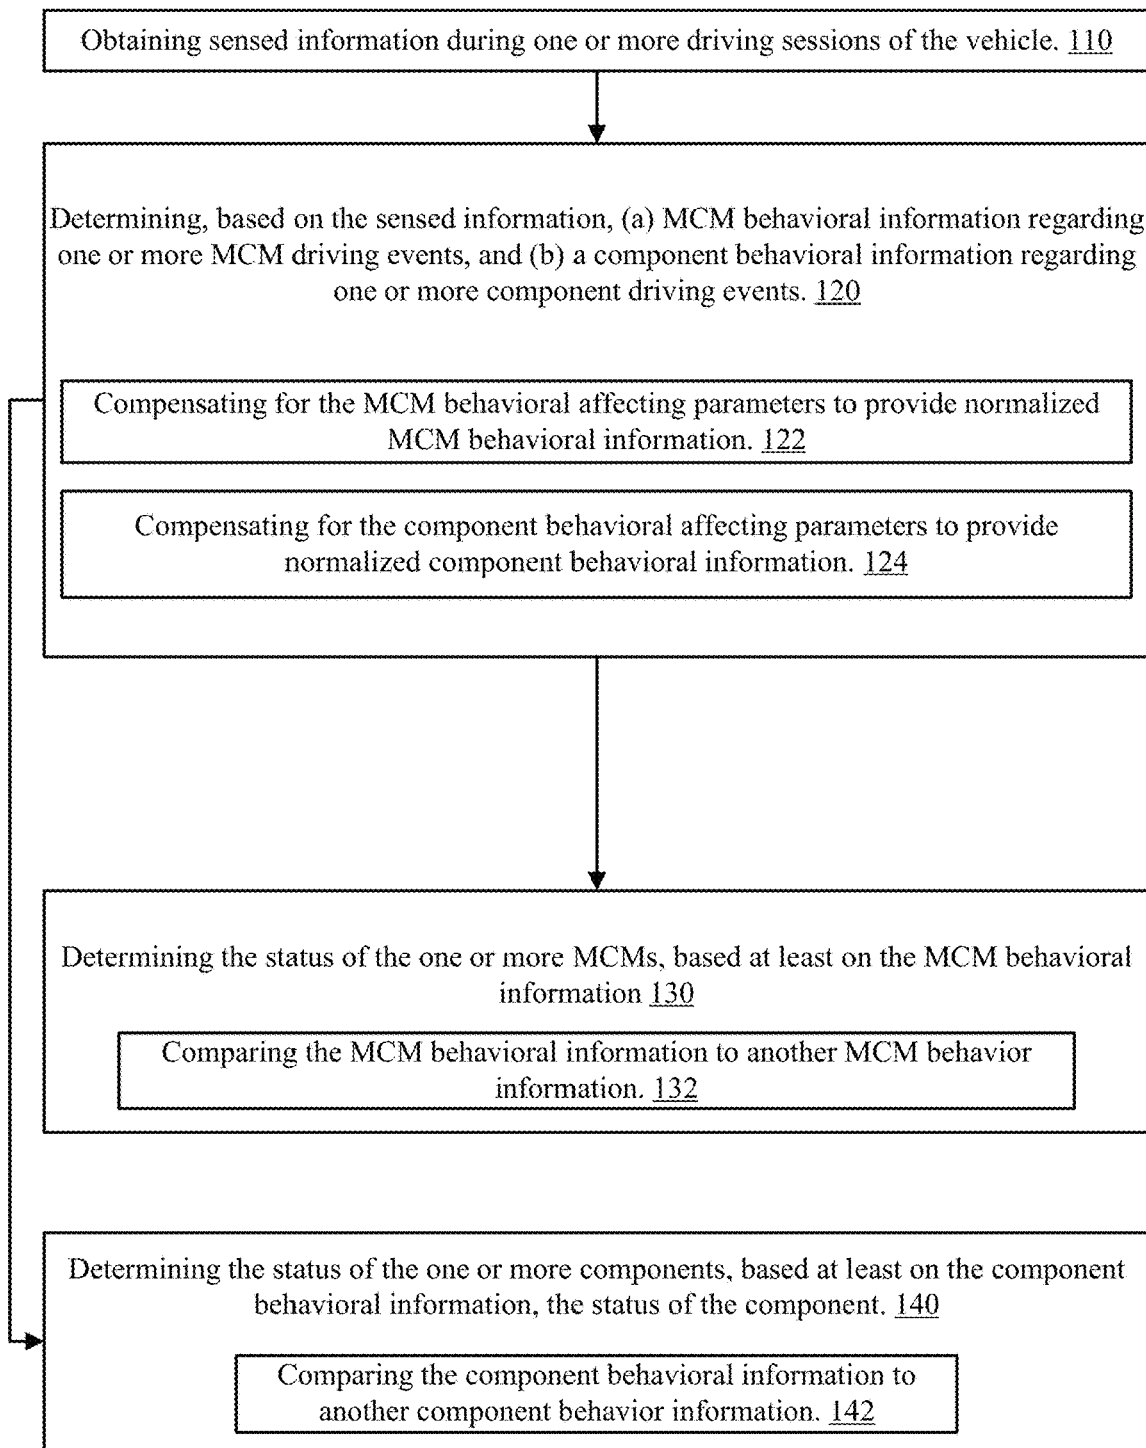 Obtaining sensed information during one or more driving sessions of the vehicle. 110
Determining, based on the sensed information, (a) MCM behavioral information regarding
one or more MCM driving events, and (b) a component behavioral information regarding
one or more component driving events. 120
Compensating for the MCM behavioral affecting parameters to provide normalized
MCM behavioral information. 122
Compensating for the component behavioral affecting parameters to provide
normalized component behavioral information. 124
Determining the status of the one or more MCMs, based at least on the MCM behavioral
information 130
Comparing the MCM behavioral information to another MCM behavior
information. 132
Determining the status of the one or more components, based at least on the component
behavioral information, the status of the component. 140
Comparing the component behavioral information to
another component behavior information. 142